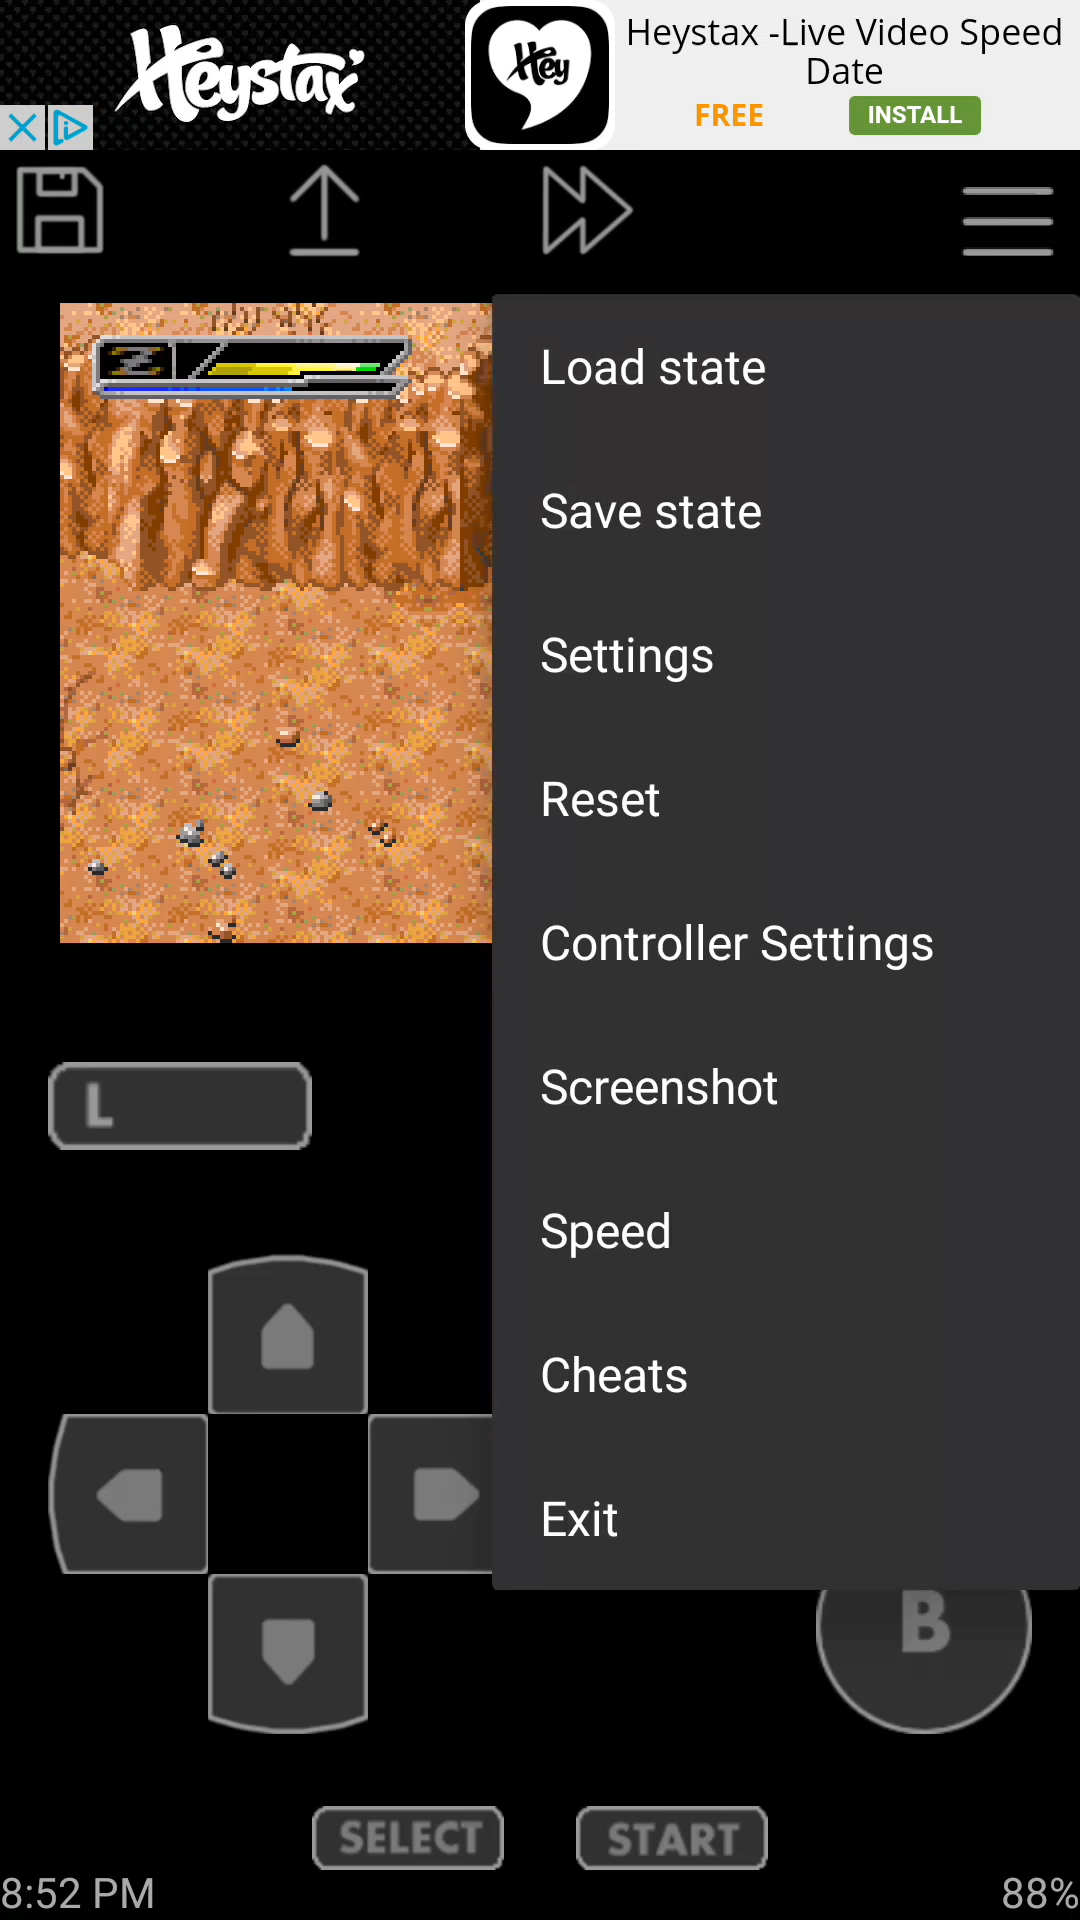 Heystax
Hey
Heystax -Live Video Speed
Date
FREE
INSTALL
Z
Load state
Save state
Settings
Reset
Controller Settings
Screenshot
Speed
Cheats
Exit
L
B
SELECT
START
8:52 PM
88%